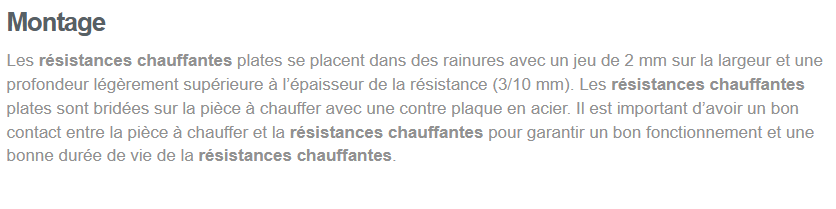 Montage
Les résistances chauffantes plates se placent dans des rainures avec un jeu de 2 mm sur la largeur et une
profondeur légèrement supérieure à l’épaisseur de la résistance (3/10 mm). Les résistances chauffantes
plates sont bridées sur la pièce à chauffer avec une contre plaque en acier. Il est important d’avoir un bon
contact entre la pièce à chauffer et la résistances chauffantes pour garantir un bon fonctionnement et une
bonne durée de vie de la résistances chauffantes.